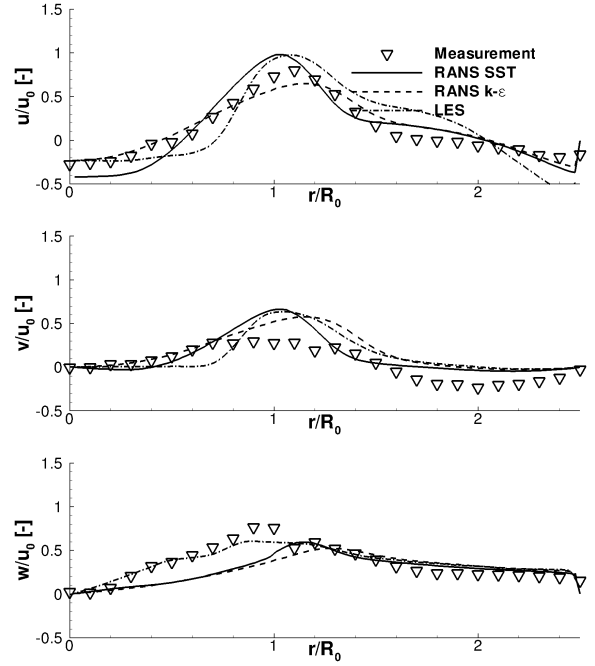 1.5
1
0.5
0
-0.5
u/u₀ [-]
Measurement
RANS SST
RANS k-ε
LES
0
1
2
r/R₀
1.5
1
0.5
0
-0.5
v/u₀ [-]
0
1
2
r/R₀
1.5
1
0.5
0
-0.5
w/u₀ [-]
0
1
2
r/R₀